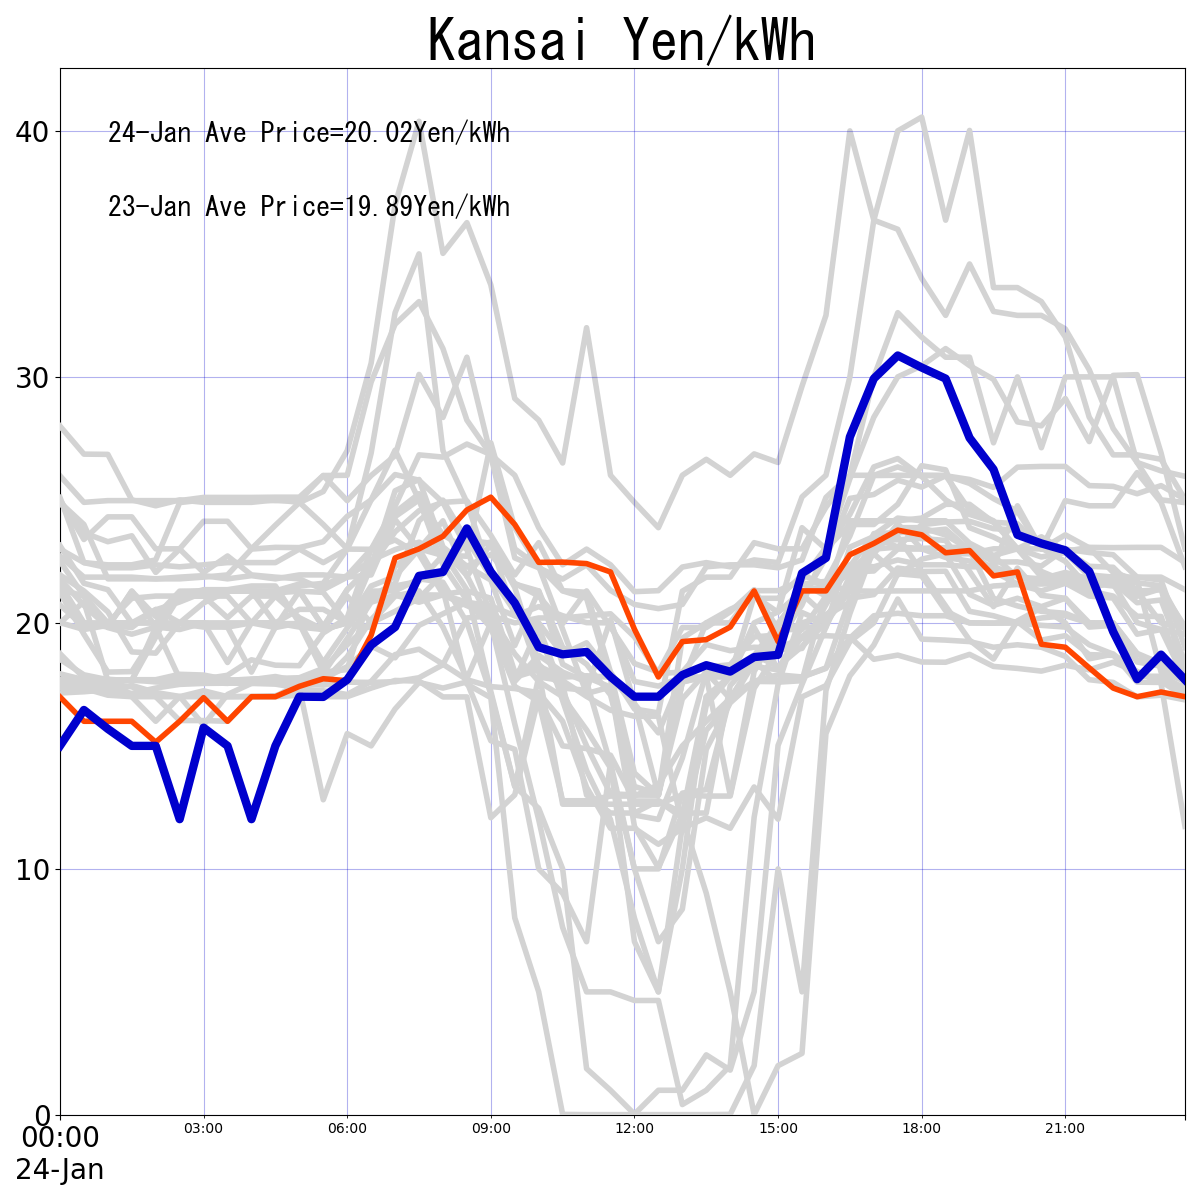 Kansai Yen/kWh
24-Jan Ave Price=20.02Yen/kWh
23-Jan Ave Price=19.89Yen/kWh
40
30
20
10
0
00:00 03:00 06:00 09:00 12:00 15:00 18:00 21:00
24-Jan